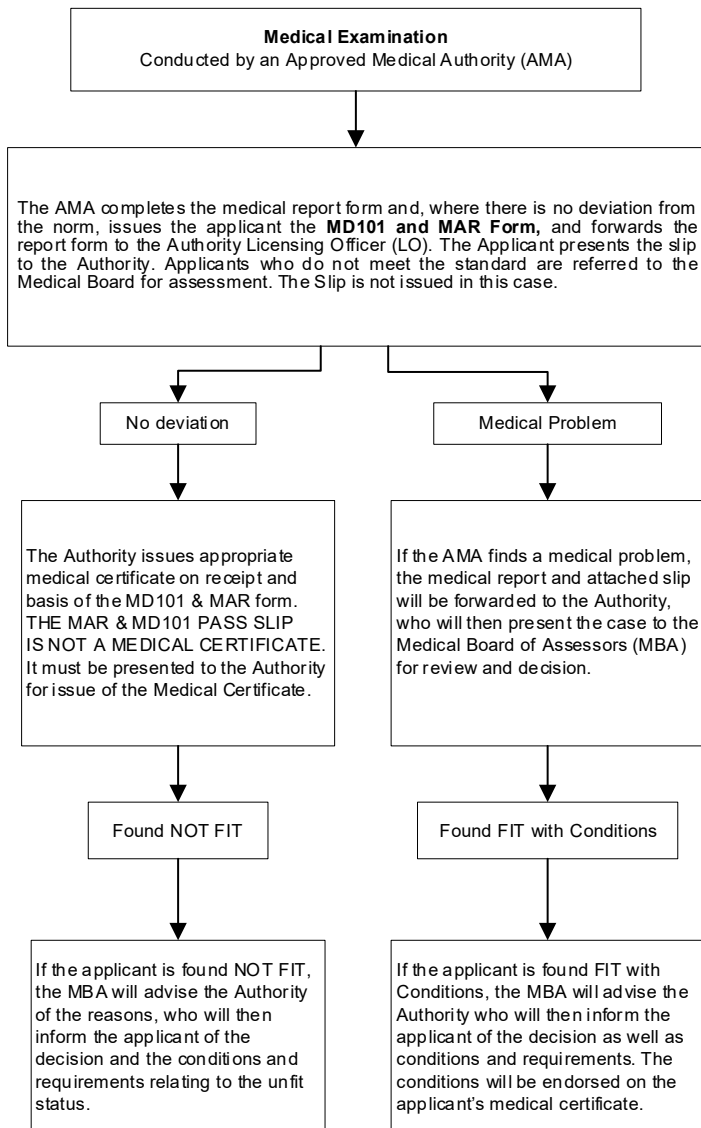 Medical Examination
Conducted by an Approved Medical Authority (AMA)
The AMA completes the medical report form and, where there is no deviation from
the norm, issues the applicant the MD101 and MAR Form, and forwards the
report form to the Authority Licensing Officer (LO). The Applicant presents the slip
to the Authority. Applicants who do not meet the standard are referred to the
Medical Board for assessment. The Slip is not issued in this case.
No deviation
Medical Problem
The Authority issues appropriate
medical certificate on receipt and
basis of the MD101 & MAR form.
THE MAR & MD101 PASS SLIP
IS NOT A MEDICAL CERTIFICATE.
It must be presented to the Authority
for issue of the Medical Certificate.
If the AMA finds a medical problem,
the medical report and attached slip
will be forwarded to the Authority,
who will then present the case to the
Medical Board of Assessors (MBA)
for review and decision.
Found NOT FIT
Found FIT with Conditions
If the applicant is found NOT FIT,
the MBA will advise the Authority
of the reasons, who will then
inform the applicant of the
decision and the conditions and
requirements relating to the unfit
status.
If the applicant is found FIT with
Conditions, the MBA will advise the
Authority who will then inform the
applicant of the decision as well as
conditions and requirements. The
conditions will be endorsed on the
applicant's medical certificate.